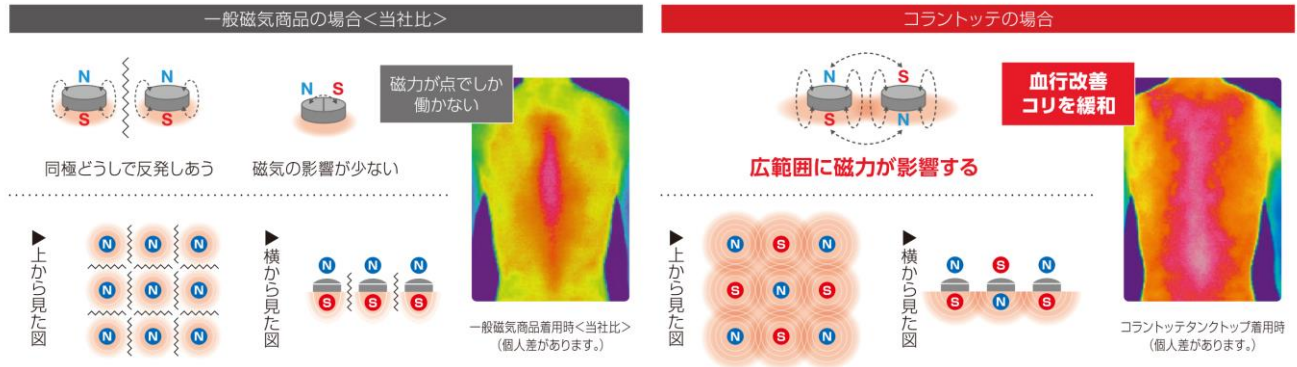 一般磁気商品の場合＜当社比＞
N
N
S
S
同極どうしで反発しあう
N S
磁気の影響が少ない
磁力が点でしか
働かない
▶上から見た図
N N N
N N N
N N N
▶横から見た図
N N N
S S S
一般磁気商品着用時＜当社比＞
（個人差があります。）
コラントッテの場合
N S
S N
広範囲に磁力が影響する
血行改善
コリを緩和
▶上から見た図
N S N
S N S
N S N
▶横から見た図
N S N
S N S
コラントッテタンクトップ着用時
（個人差があります。）